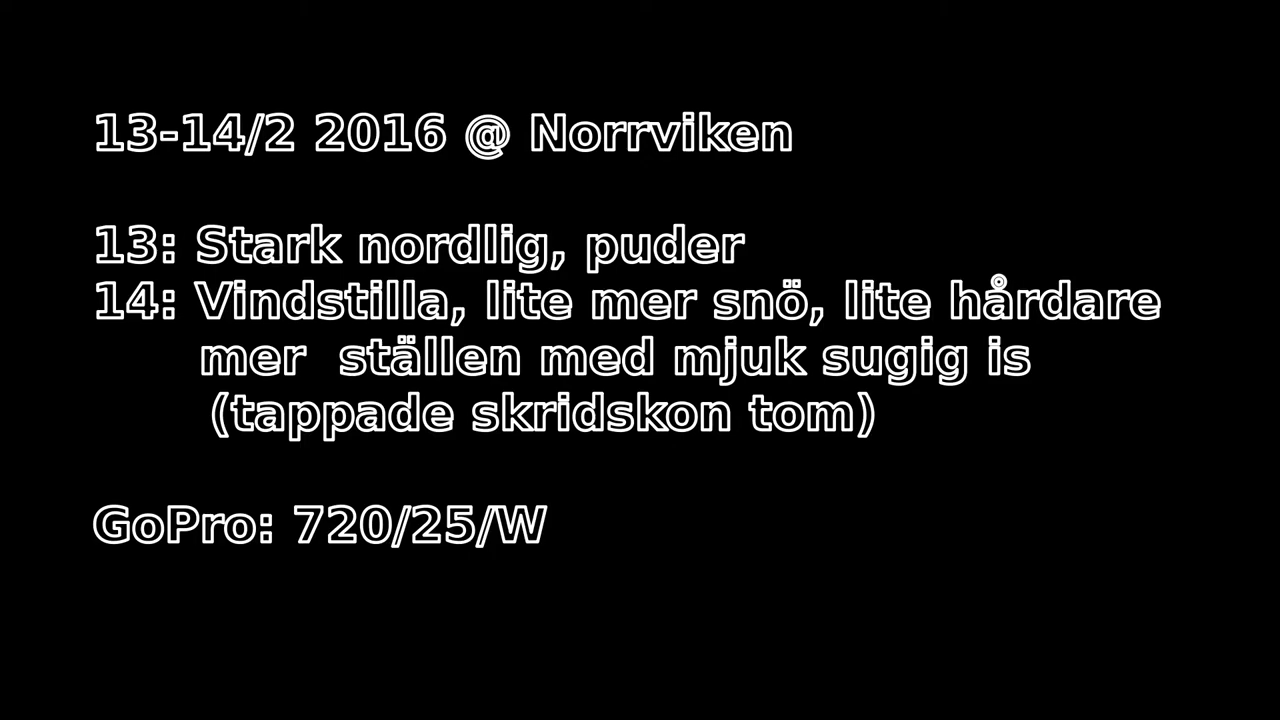 13-14/2 2016 @ Norrviken
13: Stark nordlig, puder
14: Vindstilla, lite mer snö, lite hårdare
mer ställen med mjuk sugig is
(tappade skridskon tom)
GoPro: 720/25/W